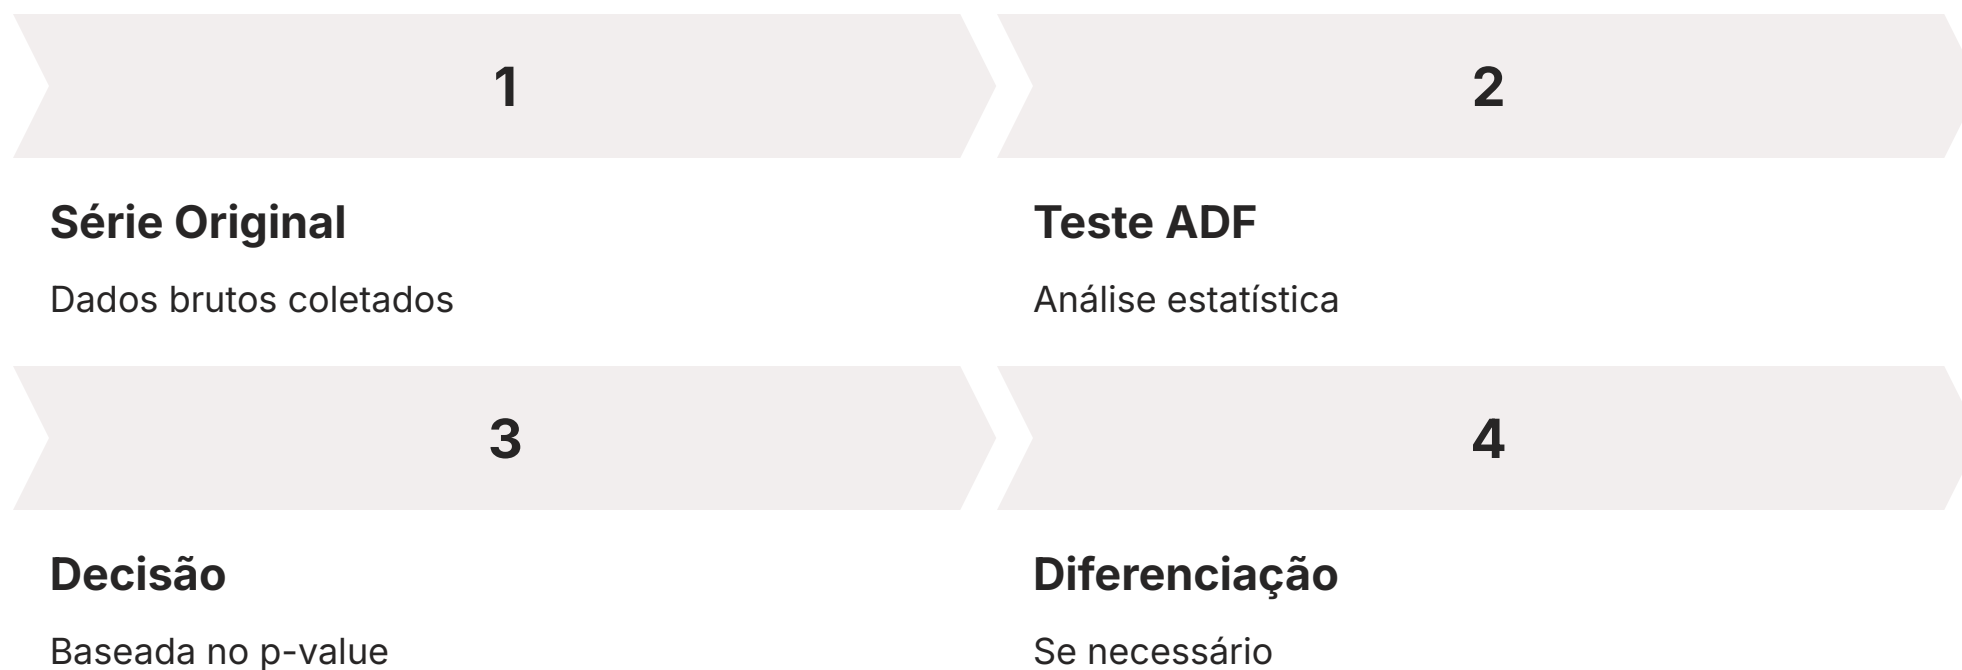 1
2
Série Original
Dados brutos coletados
Teste ADF
Análise estatística
3
4
Decisão
Baseada no p-value
Diferenciação
Se necessário